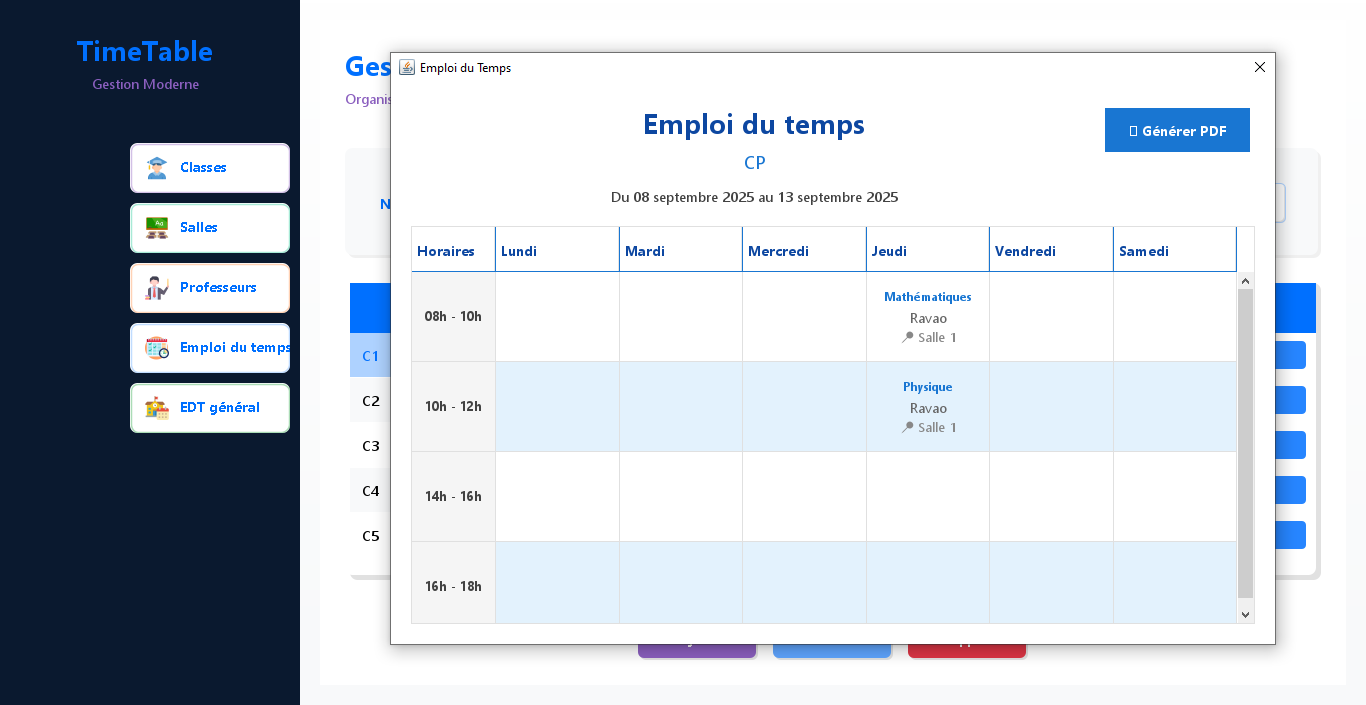 TimeTable
Gestion Moderne
Classes
Salles
Professeurs
Emploi du temps
EDT général
Ges
Organis
N
C1
C2
C3
C4
C5
Emploi du Temps
Emploi du temps
CP
Du 08 septembre 2025 au 13 septembre 2025
Générer PDF
Horaires Lundi Mardi Mercredi Jeudi Vendredi Samedi
08h - 10h
Mathématiques
Ravao
Salle 1
10h - 12h
Physique
Ravao
Salle 1
14h - 16h
16h - 18h